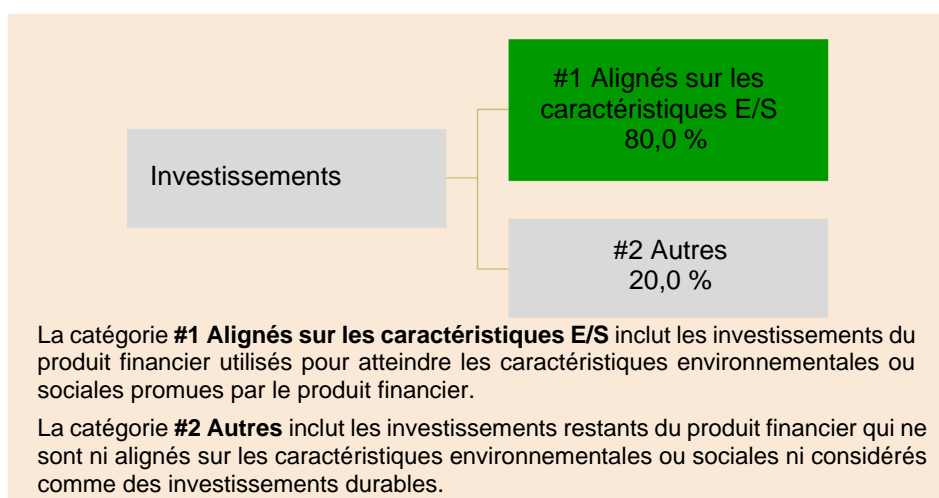 #1 Alignés sur les
caractéristiques E/S
80,0 %
Investissements
#2 Autres
20,0 %
La catégorie #1 Alignés sur les caractéristiques E/S inclut les investissements du
produit financier utilisés pour atteindre les caractéristiques environnementales ou
sociales promues par le produit financier.
La catégorie #2 Autres inclut les investissements restants du produit financier qui ne
sont ni alignés sur les caractéristiques environnementales ou sociales ni considérés
comme des investissements durables.